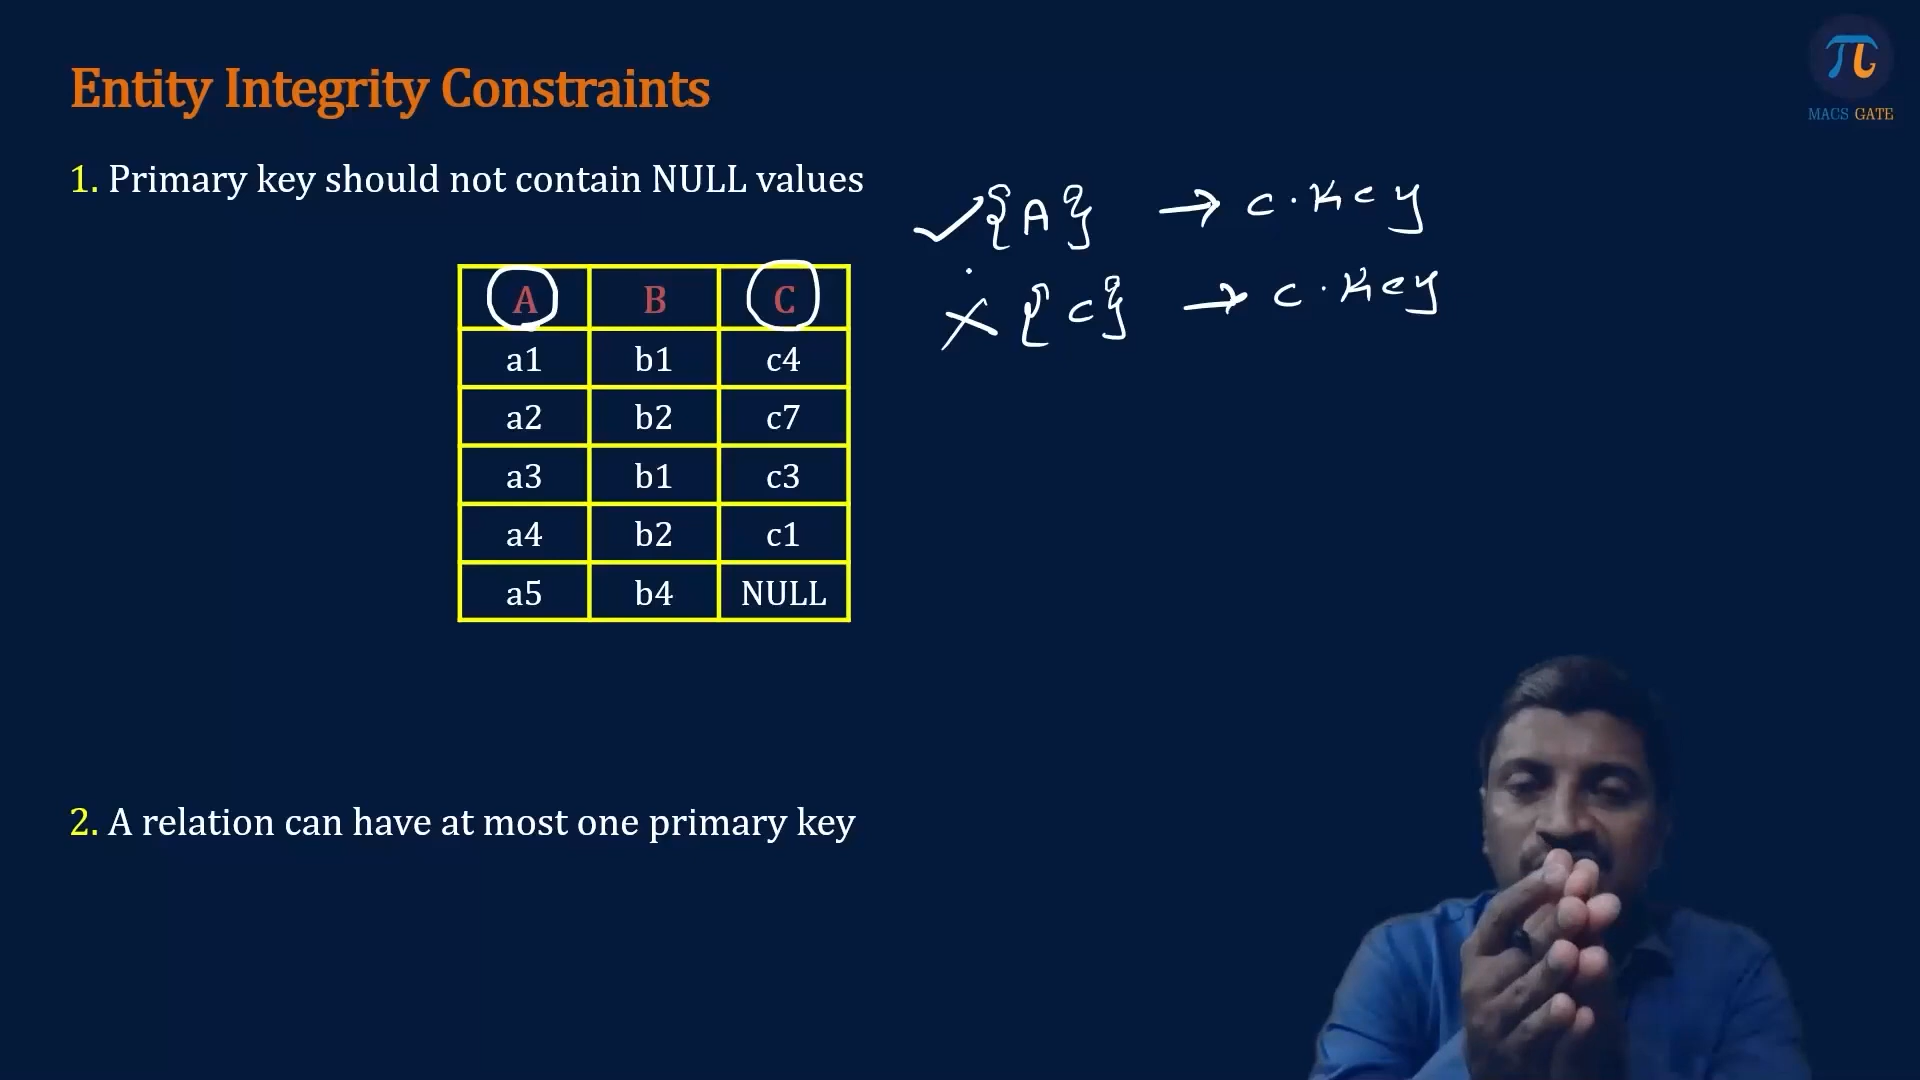 MACS GATE
Entity Integrity Constraints
1. Primary key should not contain NULL values
{A} → C.Key
{C} → C.Key
A B C
a1 b1 c4
a2 b2 c7
a3 b1 c3
a4 b2 c1
a5 b4 NULL
2. A relation can have at most one primary key